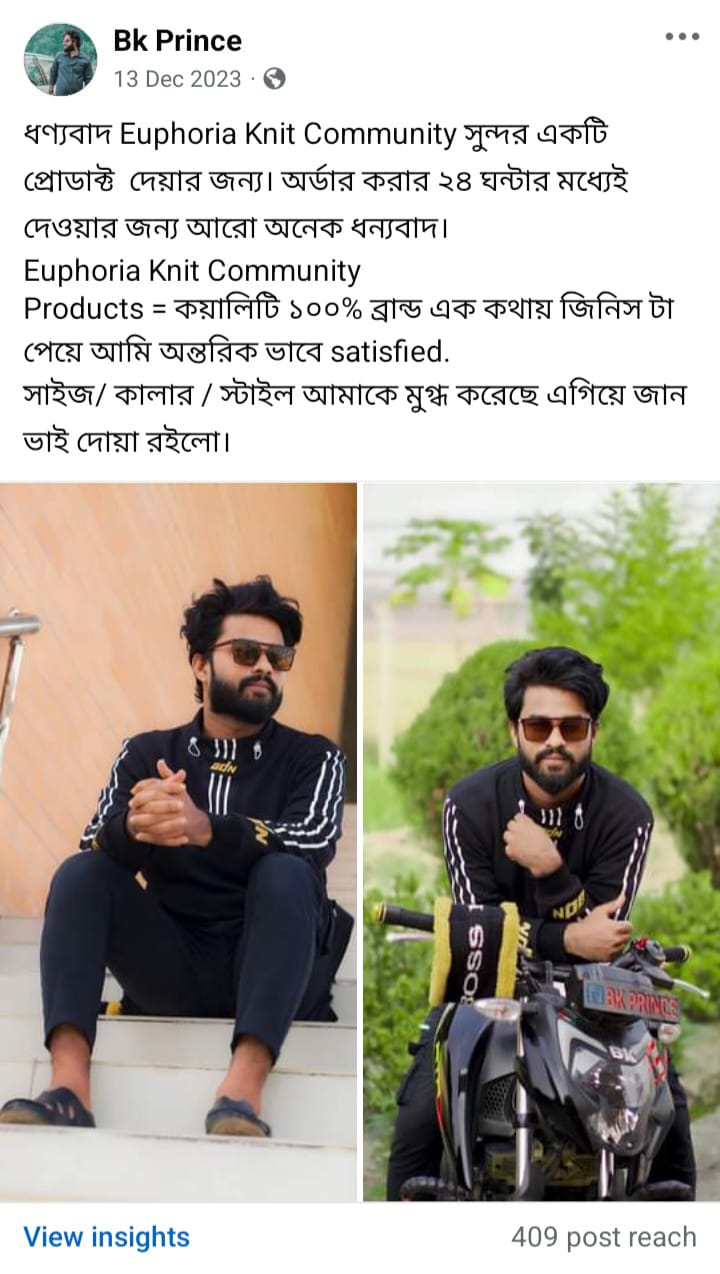 Bk Prince
13 Dec 2023
ধণ্যবাদ Euphoria Knit Community সুন্দর একটি
প্রোডাক্ট দেয়ার জন্য। অর্ডার করার ২৪ ঘন্টার মধ্যেই
দেওয়ার জন্য আরো অনেক ধন্যবাদ।
Euphoria Knit Community
Products = কয়ালিটি ১০০% ব্রান্ড এক কথায় জিনিস টা
পেয়ে আমি অন্তরিক ভাবে satisfied.
সাইজ/ কালার / স্টাইল আমাকে মুগ্ধ করেছে এগিয়ে জান
ভাই দোয়া রইলো।
BK PRINCE
View insights
409 post reach